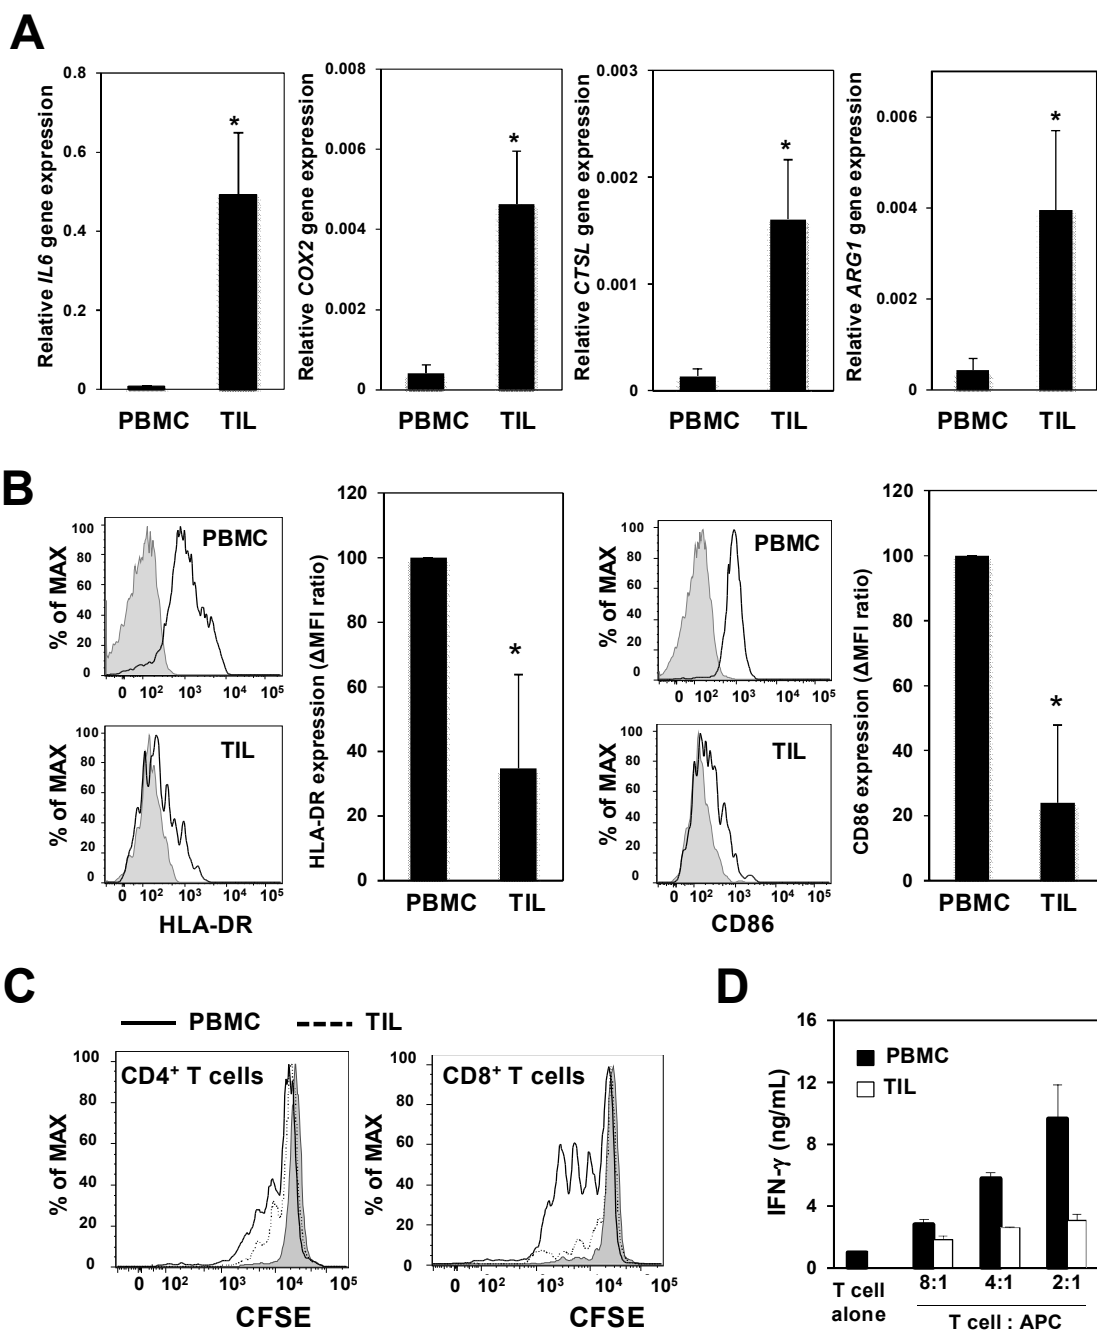 A
Relative IL6 gene expression
0.8
0.6
0.4
0.2
0
*
PBMC TIL
Relative COX2 gene expression
0.008
0.006
0.004
0.002
0
*
PBMC TIL
Relative CTSL gene expression
0.003
0.002
0.001
0
*
PBMC TIL
Relative ARG1 gene expression
0.006
0.004
0.002
0
*
PBMC TIL
B
% of MAX
100
80
60
40
20
0
PBMC
0 10² 10³ 10⁴ 10⁵
% of MAX
100
80
60
40
20
0
TIL
0 10² 10³ 10⁴ 10⁵
HLA-DR
HLA-DR expression (ΔMFI ratio)
120
100
80
60
40
20
0
*
PBMC TIL
% of MAX
100
80
60
40
20
0
PBMC
0 10² 10³ 10⁴ 10⁵
% of MAX
100
80
60
40
20
0
TIL
0 10² 10³ 10⁴ 10⁵
CD86
CD86 expression (ΔMFI ratio)
120
100
80
60
40
20
0
*
PBMC TIL
C
PBMC TIL
% of MAX
100
80
60
40
20
0
CD4⁺ T cells
0 10² 10³ 10⁴ 10⁵
CFSE
% of MAX
100
80
60
40
20
0
CD8⁺ T cells
0 10² 10³ 10⁴ 10⁵
CFSE
D
IFN-γ (ng/mL)
16
12
8
4
0
PBMC
TIL
T cell
alone
8:1 4:1 2:1
T cell : APC